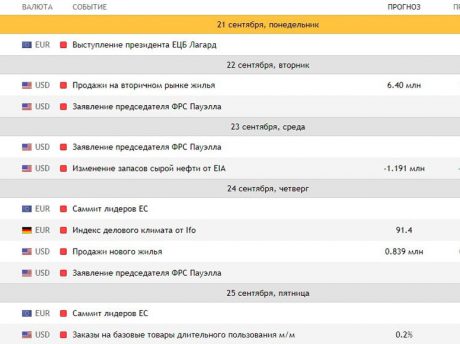 ВАЛЮТА СОБЫТИЕ ПРОГНОЗ
21 сентября, понедельник
EUR Выступление президента ЕЦБ Лагард
22 сентября, вторник
USD Продажи на вторичном рынке жилья 6.40 млн
USD Заявление председателя ФРС Пауэлла
23 сентября, среда
USD Заявление председателя ФРС Пауэлла
USD Изменение запасов сырой нефти от EIA -1.191 млн
24 сентября, четверг
EUR Саммит лидеров ЕС
EUR Индекс делового климата от Ifo 91.4
USD Продажи нового жилья 0.839 млн
USD Заявление председателя ФРС Пауэлла
25 сентября, пятница
EUR Саммит лидеров ЕС
USD Заказы на базовые товары длительного пользования м/м 0.2%